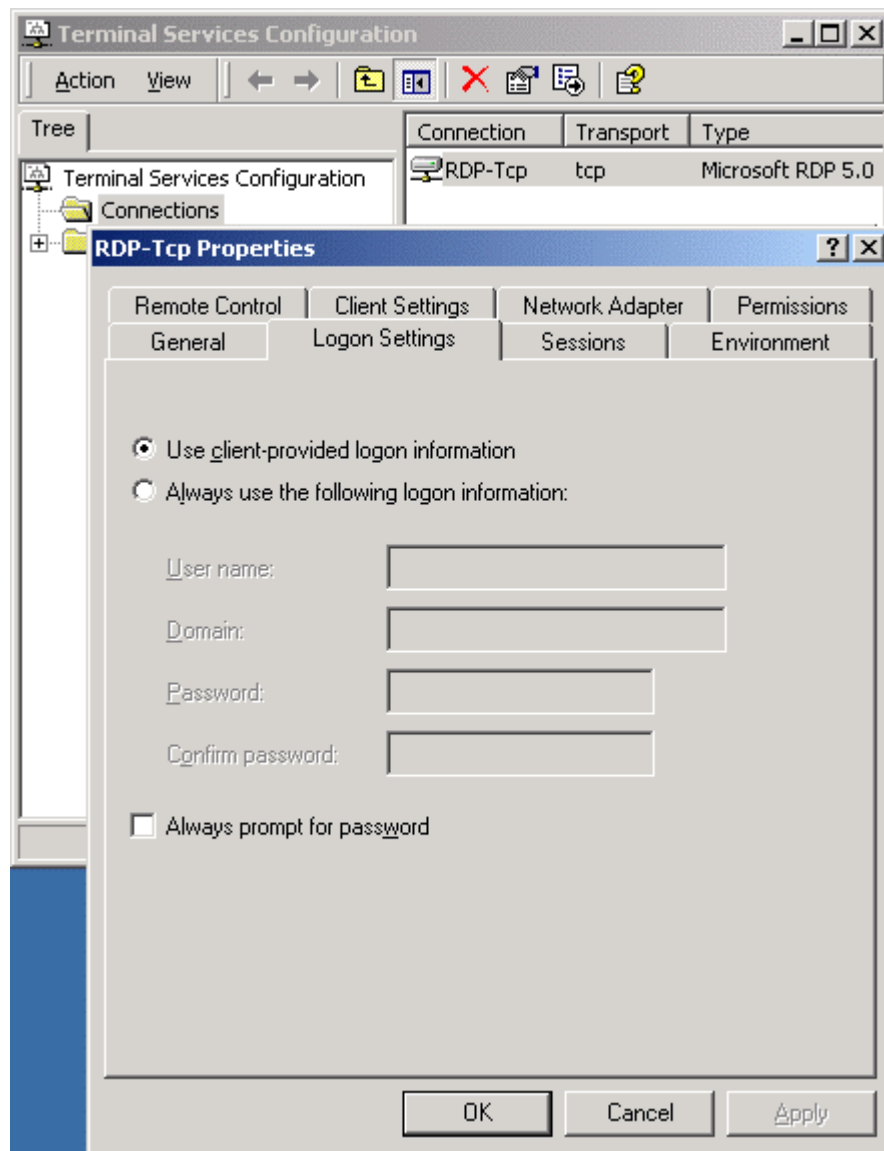 Terminal Services Configuration
Action View
Tree
Connection Transport Type
Terminal Services Configuration
RDP-Tcp tcp Microsoft RDP 5.0
Connections
RDP-Tcp Properties
Remote Control Client Settings Network Adapter Permissions
General Logon Settings Sessions Environment
Use client-provided logon information
Always use the following logon information:
User name:
Domain:
Password:
Confirm password:
Always prompt for password
OK Cancel Apply